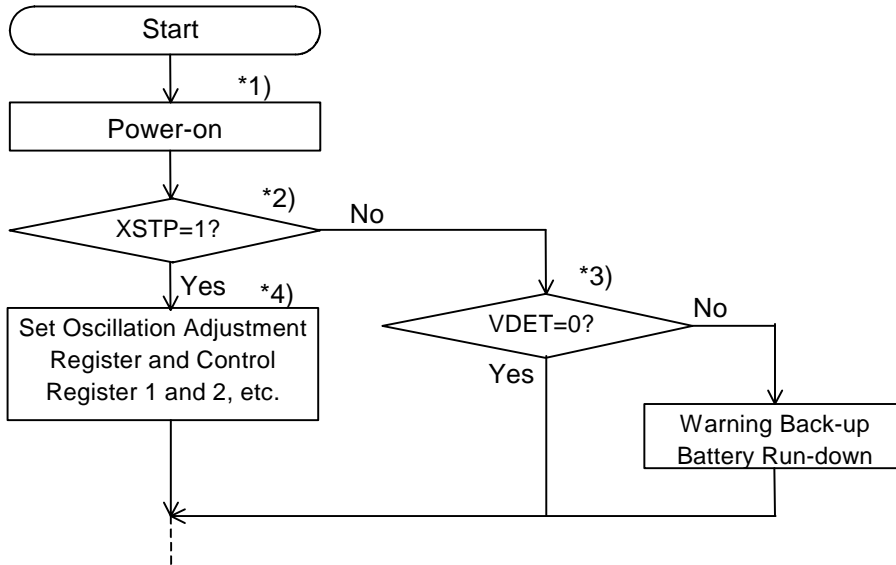 Start
*1)
Power-on
*2)
XSTP=1?
No
Yes
*4)
Set Oscillation Adjustment
Register and Control
Register 1 and 2, etc.
*3)
VDET=0?
No
Yes
Warning Back-up
Battery Run-down